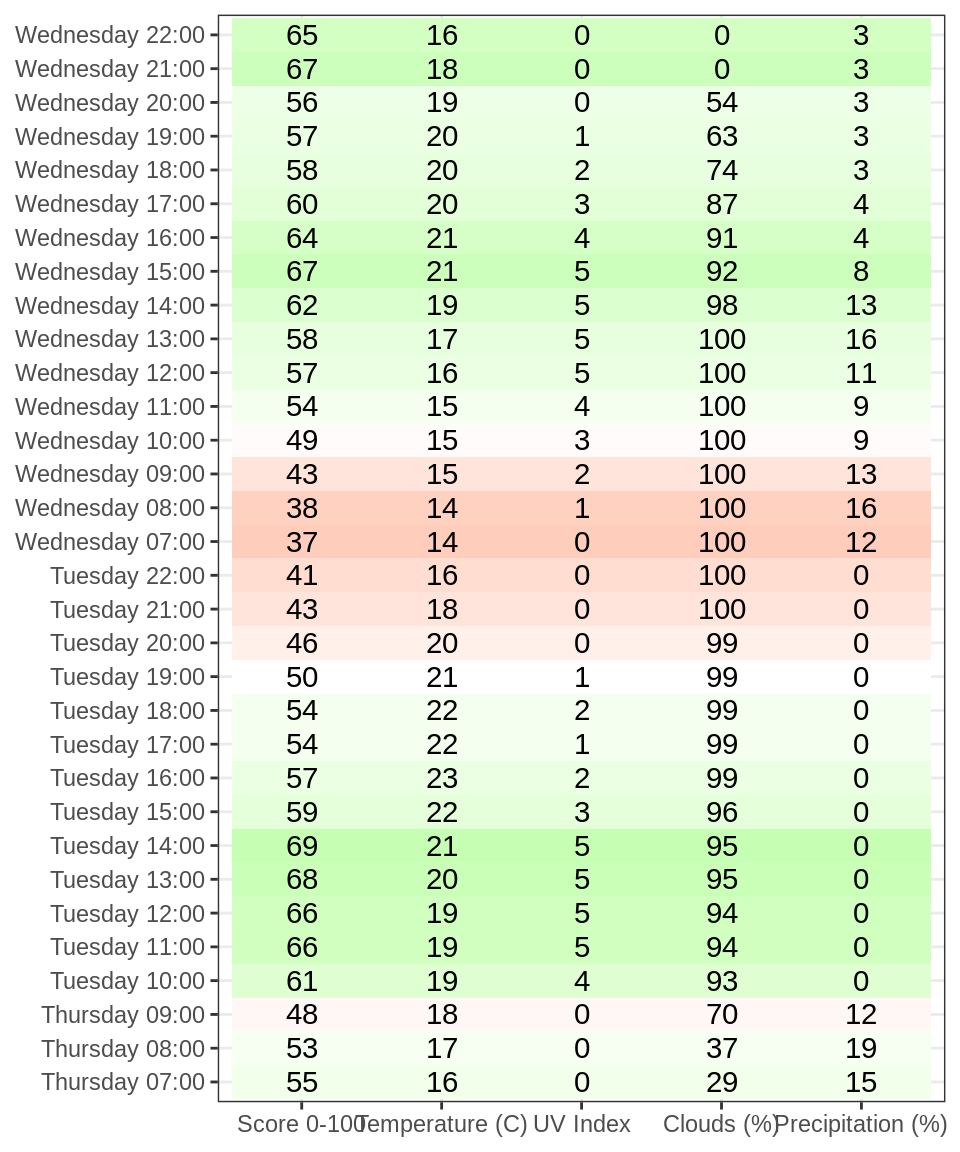 Wednesday 22:00 65 16 0 0 3
Wednesday 21:00 67 18 0 0 3
Wednesday 20:00 56 19 0 54 3
Wednesday 19:00 57 20 1 63 3
Wednesday 18:00 58 20 2 74 3
Wednesday 17:00 60 20 3 87 4
Wednesday 16:00 64 21 4 91 4
Wednesday 15:00 67 21 5 92 8
Wednesday 14:00 62 19 5 98 13
Wednesday 13:00 58 17 5 100 16
Wednesday 12:00 57 16 5 100 11
Wednesday 11:00 54 15 4 100 9
Wednesday 10:00 49 15 3 100 9
Wednesday 09:00 43 15 2 100 13
Wednesday 08:00 38 14 1 100 16
Wednesday 07:00 37 14 0 100 12
Tuesday 22:00 41 16 0 100 0
Tuesday 21:00 43 18 0 100 0
Tuesday 20:00 46 20 0 99 0
Tuesday 19:00 50 21 1 99 0
Tuesday 18:00 54 22 2 99 0
Tuesday 17:00 54 22 1 99 0
Tuesday 16:00 57 23 2 99 0
Tuesday 15:00 59 22 3 96 0
Tuesday 14:00 69 21 5 95 0
Tuesday 13:00 68 20 5 95 0
Tuesday 12:00 66 19 5 94 0
Tuesday 11:00 66 19 5 94 0
Tuesday 10:00 61 19 4 93 0
Thursday 09:00 48 18 0 70 12
Thursday 08:00 53 17 0 37 19
Thursday 07:00 55 16 0 29 15
Score 0-100 Temperature (C) UV Index Clouds (%) Precipitation (%)